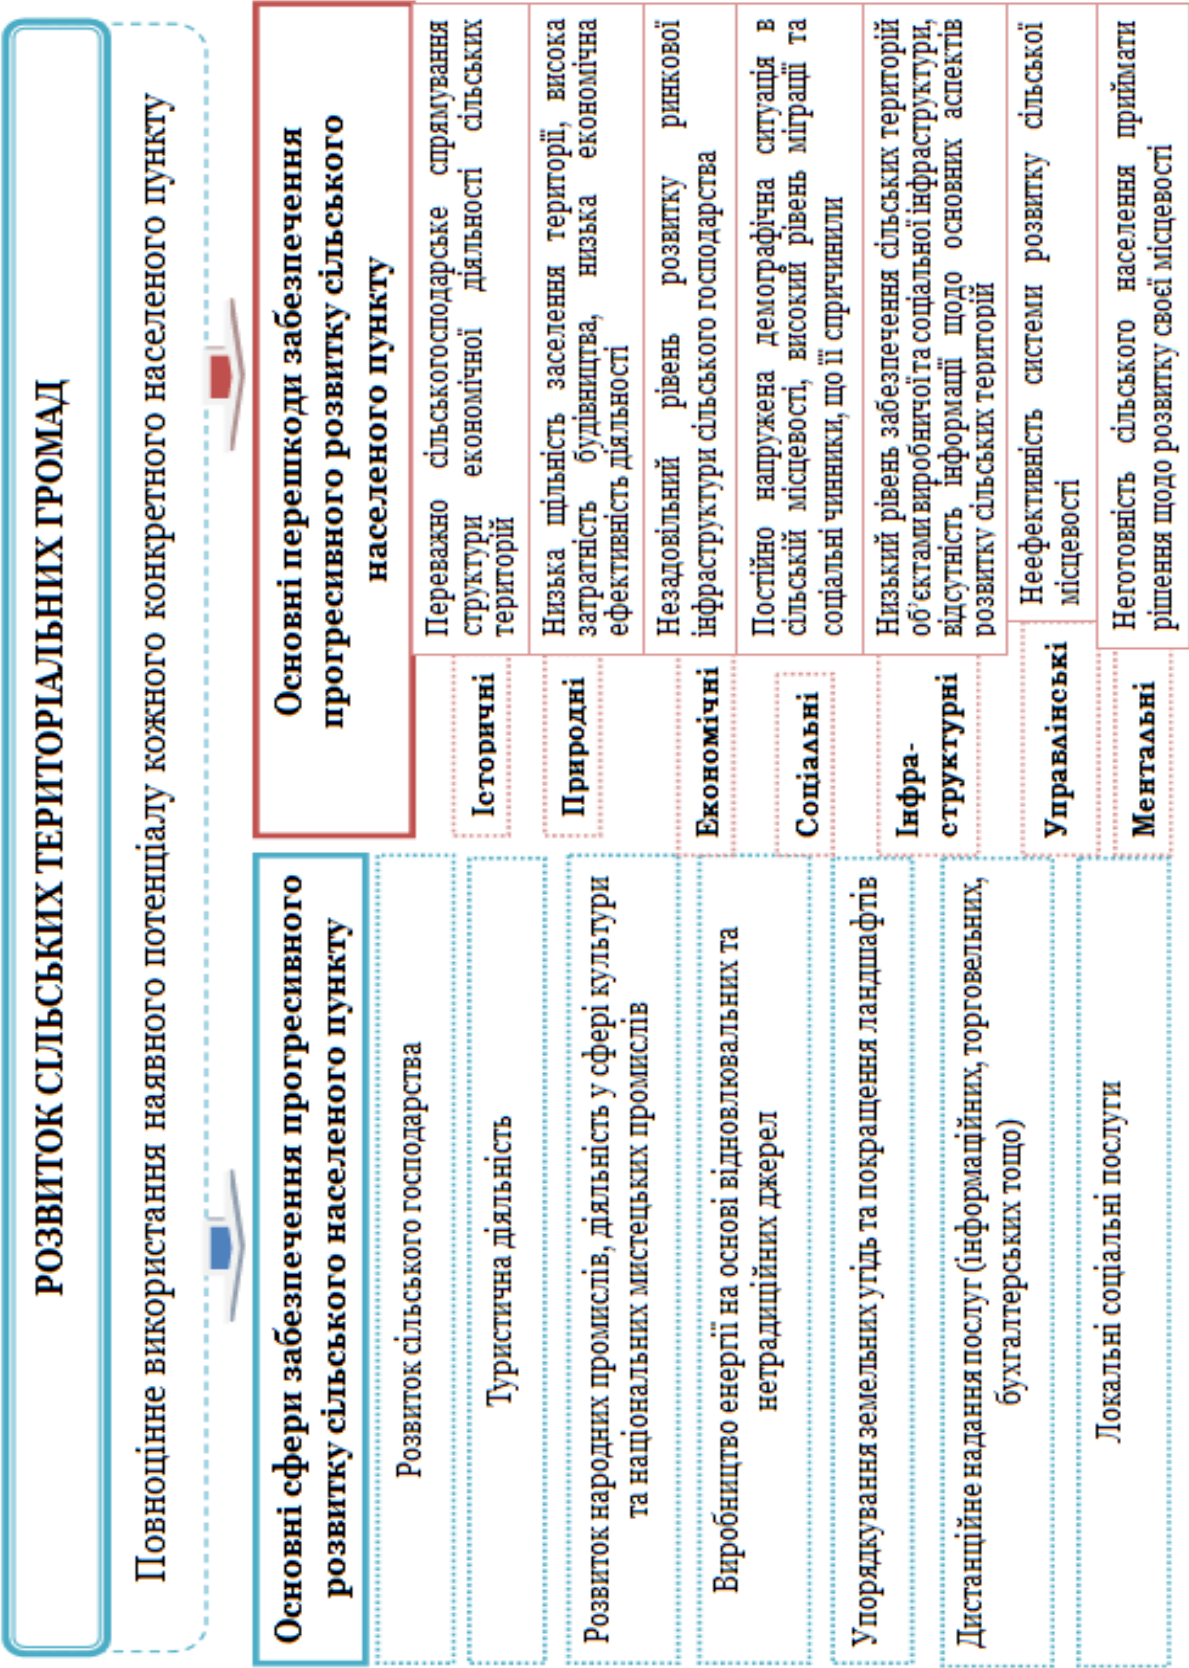 РОЗВИТОК СІЛЬСЬКИХ ТЕРИТОРІАЛЬНИХ ГРОМАД
Повноцінне використання наявного потенціалу кожного конкретного населеного пункту
Основні сфери забезпечення прогресивного
розвитку сільського населеного пункту
Розвиток сільського господарства
Туристична діяльність
Розвиток народних промислів, діяльність у сфері культури
та національних мистецьких промислів
Виробництво енергії на основі відновлювальних та
нетрадиційних джерел
Упорядкування земельних угідь та покращення ландшафтів
Дистанційне надання послуг (інформаційних, торговельних,
бухгалтерських тощо)
Локальні соціальні послуги
Основні перешкоди забезпечення
прогресивного розвитку сільського
населеного пункту
Історичні
Переважно сільськогосподарське спрямування
структури економічної діяльності сільських
територій
Природні
Низька щільність заселення території, висока
затратність будівництва, низька економічна
ефективність діяльності
Економічні
Незадовільний рівень розвитку ринкової
інфраструктури сільського господарства
Соціальні
Постійно напружена демографічна ситуація в
сільській місцевості, високий рівень міграції та
соціальні чинники, що її спричинили
Інфра-
структурні
Низький рівень забезпечення сільських територій
об’єктами виробничої та соціальної інфраструктури,
відсутність інформації щодо основних аспектів
розвитку сільських територій
Управлінські
Неефективність системи розвитку сільської
місцевості
Ментальні
Неготовність сільського населення приймати
рішення щодо розвитку своєї місцевості